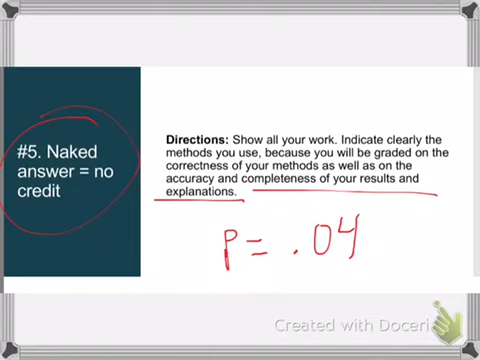 #5. Naked
answer = no
credit
Directions: Show all your work. Indicate clearly the
methods you use, because you will be graded on the
correctness of your methods as well as on the
accuracy and completeness of your results and
explanations.
p = .04
Created with Doceri